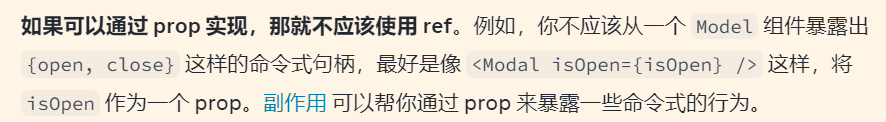 如果可以通过 prop 实现，那就不应该使用 ref。例如，你不应该从一个 Model 组件暴露出
{open, close} 这样的命令式句柄，最好是像 <Modal isOpen={isOpen} /> 这样，将
isOpen 作为一个 prop。副作用 可以帮你通过 prop 来暴露一些命令式的行为。